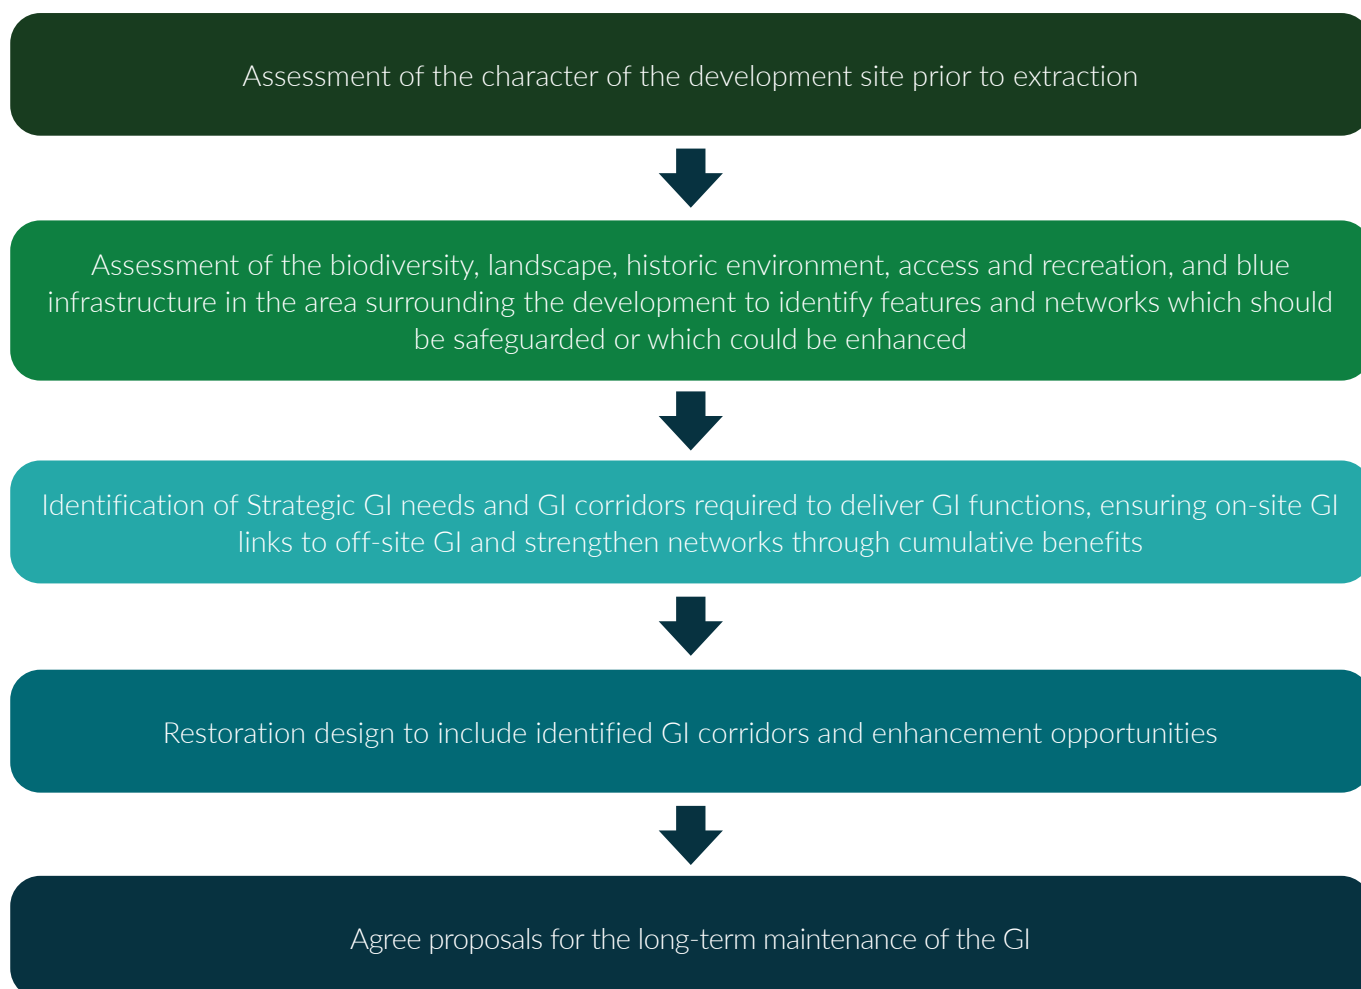 Assessment of the character of the development site prior to extraction
Assessment of the biodiversity, landscape, historic environment, access and recreation, and blue
infrastructure in the area surrounding the development to identify features and networks which should
be safeguarded or which could be enhanced
Identification of Strategic GI needs and GI corridors required to deliver GI functions, ensuring on-site GI
links to off-site GI and strengthen networks through cumulative benefits
Restoration design to include identified GI corridors and enhancement opportunities
Agree proposals for the long-term maintenance of the GI